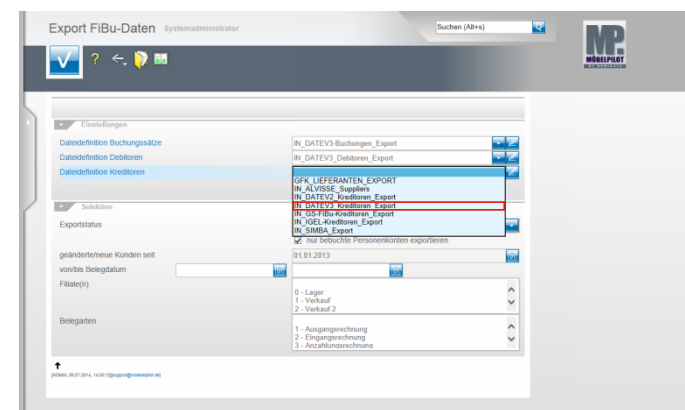 Export FiBu-Daten Systemadministrator
Suchen (Alt+s)
MP.
MÖBELPILOT
?
Einstellungen
Dateidefinition Buchungssätze
IN_DATEV3-Buchungen_Export
Dateidefinition Debitoren
IN_DATEV3_Debitoren_Export
Dateidefinition Kreditoren
GFK_LIEFERANTEN_EXPORT
IN_ALVISSE_Suppliers
IN_DATEV2_Kreditoren_Export
IN_DATEV3_Kreditoren_Export
IN_GS-FiBu-Kreditoren_Export
IN_IGEL-Kreditoren_Export
IN_SIMBA_Export
Selektion
Exportstatus
nur bebuchte Personenkonten exportieren
geänderte/neue Kunden seit
01.01.2013
von/bis Belegdatum
Filiale(n)
0 - Lager
1 - Verkauf
2 - Verkauf 2
Belegarten
1 - Ausgangsrechnung
2 - Eingangsrechnung
3 - Anzahlungsrechnung